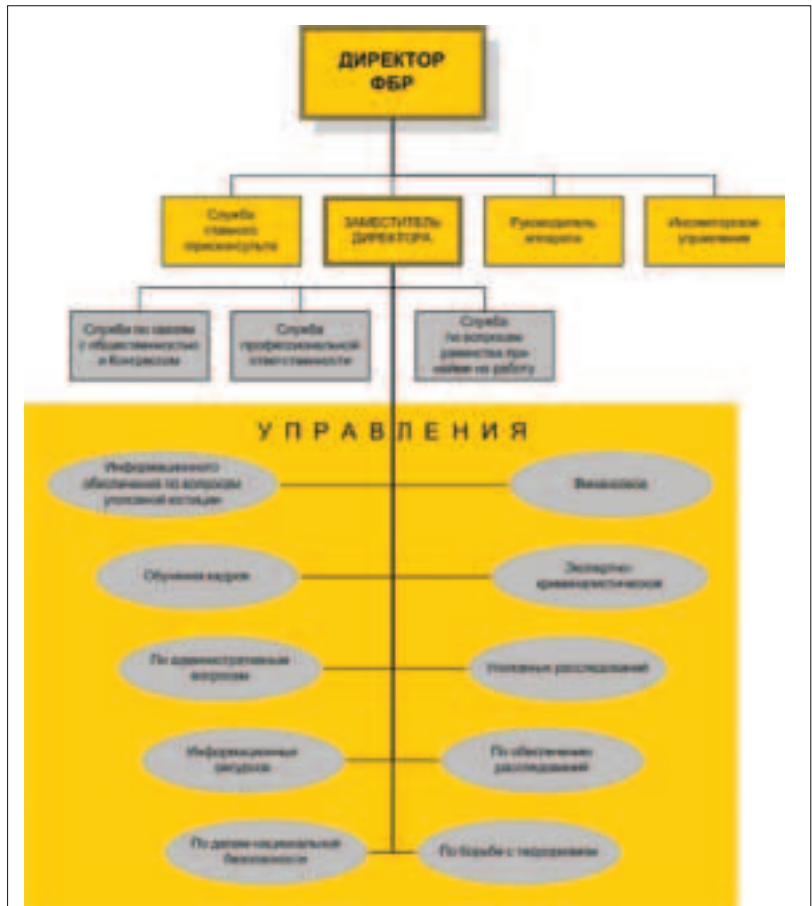 ДИРЕКТОР
ФБР
Служба
главного
юрисконсульта
ЗАМЕСТИТЕЛЬ
ДИРЕКТОРА
Руководитель
аппарата
Инспекторское
управление
Служба по связям
с общественностью
и Конгрессом
Служба
профессиональной
ответственности
Служба
по вопросам
равенства при
найме на работу
УПРАВЛЕНИЯ
Информационного
обеспечения по вопросам
уголовной юстиции
Финансовое
Обучения кадров
Экспертно-
криминалистическое
По административным
вопросам
Уголовных расследований
Информационных
ресурсов
По обеспечению
расследований
По делам национальной
безопасности
По борьбе с терроризмом